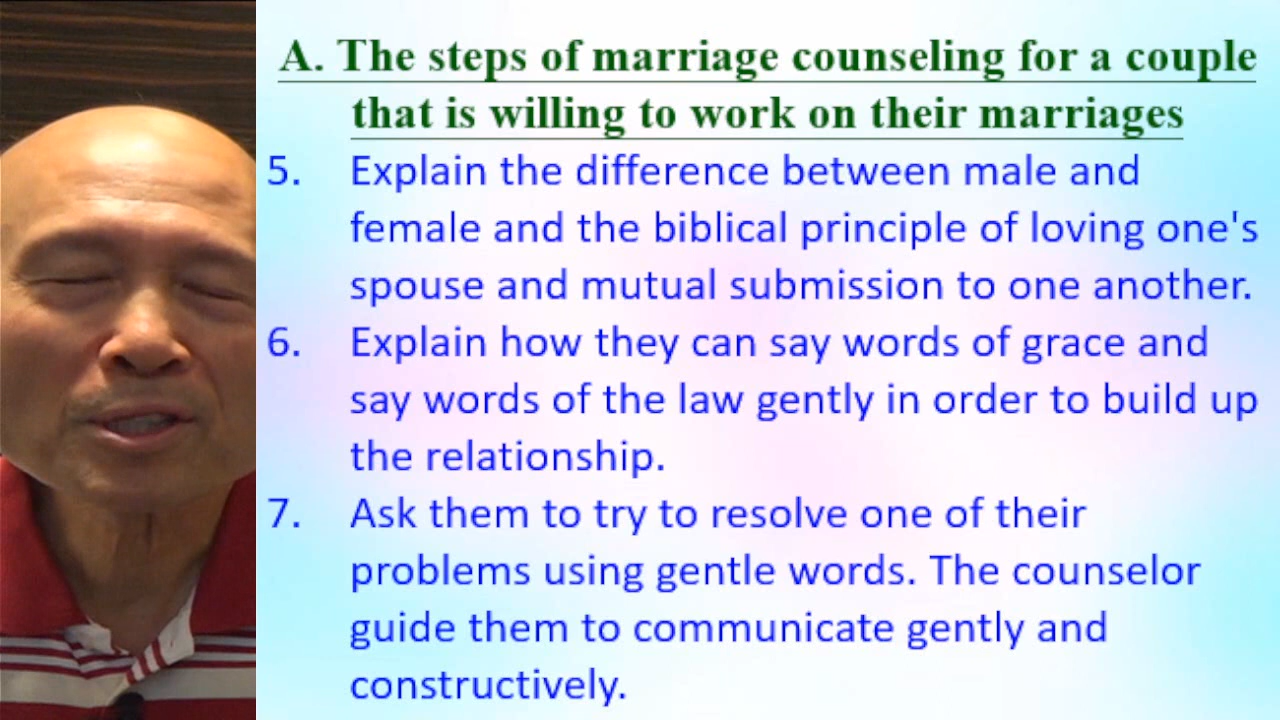 A. The steps of marriage counseling for a couple
that is willing to work on their marriages
5. Explain the difference between male and
female and the biblical principle of loving one's
spouse and mutual submission to one another.
6. Explain how they can say words of grace and
say words of the law gently in order to build up
the relationship.
7. Ask them to try to resolve one of their
problems using gentle words. The counselor
guide them to communicate gently and
constructively.